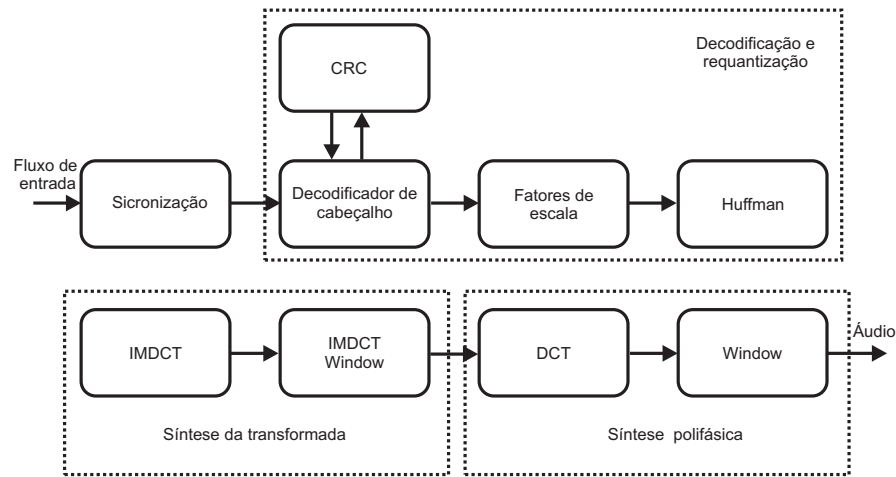 Decodificação e
requantização
CRC
Fluxo de
entrada
Sicronização
Decodificador de
cabeçalho
Fatores de
escala
Huffman
IMDCT
IMDCT
Window
DCT
Window
Áudio
Síntese da transformada
Síntese polifásica